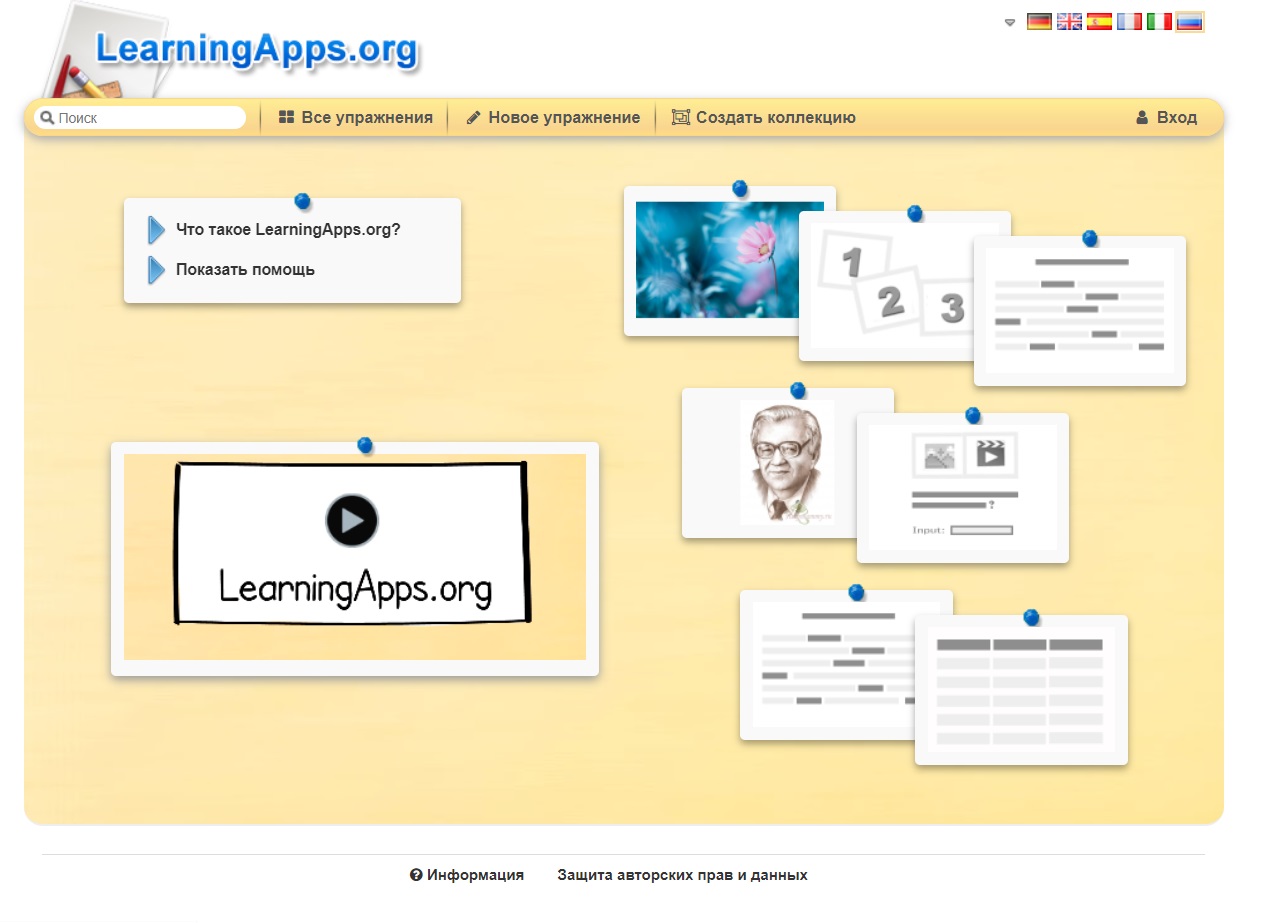 LearningApps.org
Поиск
Все упражнения
Новое упражнение
Создать коллекцию
Вход
Что такое LearningApps.org?
Показать помощь
1
2
3
?
Input:
LearningApps.org
Информация
Защита авторских прав и данных